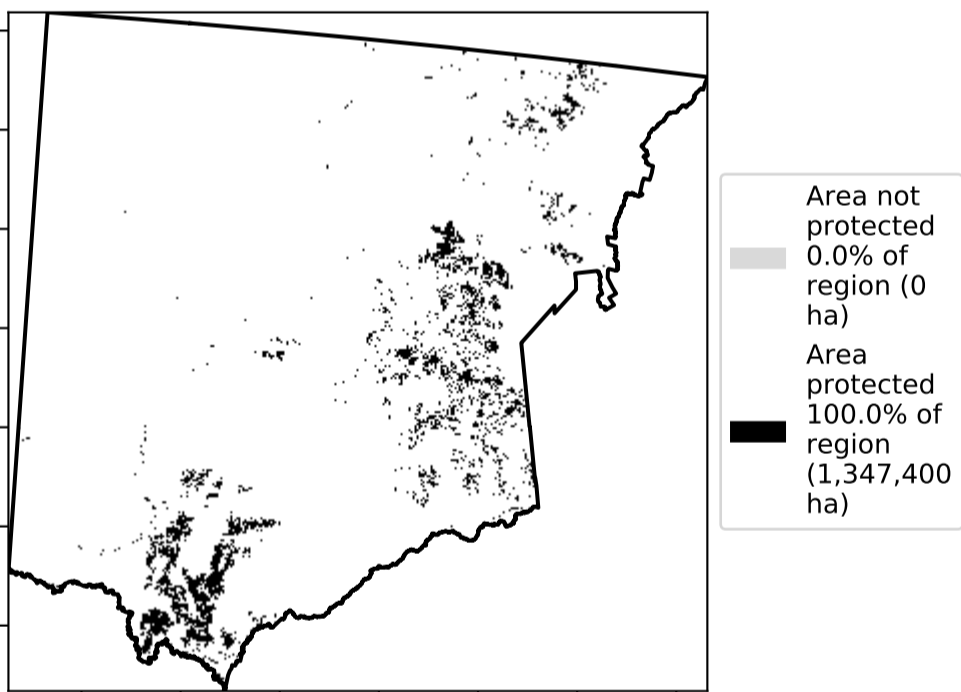 Area not
protected
0.0% of
region (0
ha)
Area
protected
100.0% of
region
(1,347,400
ha)